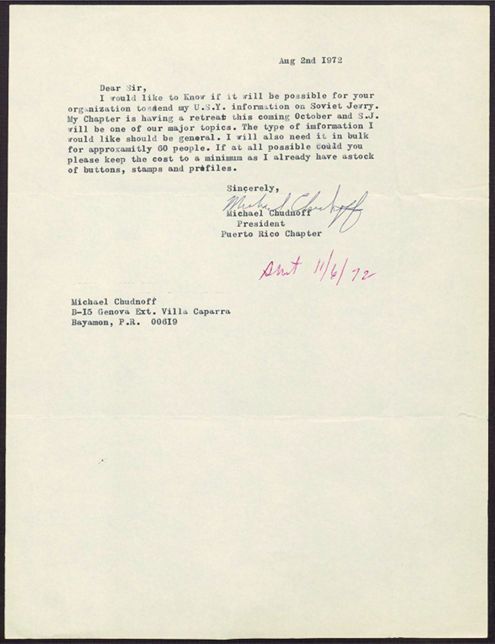 Aug 2nd 1972
Dear Sir,
I would like to Know if it will be possible for your
organization tosdend my U.S.Y. information on Soviet Jewry.
My Chapter is having a retreat this coming October and S.J.
will be one of our major topics. The type of imformation I
would like should be general. I will also need it in bulk
for approxamitly 60 people. If at all possible could you
please keep the cost to a minimum as I already have astock
of buttons, stamps and profiles.
Sincerely,
Michael Chudnoff
Michael Chudnoff
President
Puerto Rico Chapter
Sent 11/6/72
Michael Chudnoff
B-15 Genova Ext. Villa Caparra
Bayamon, P.R. 00619